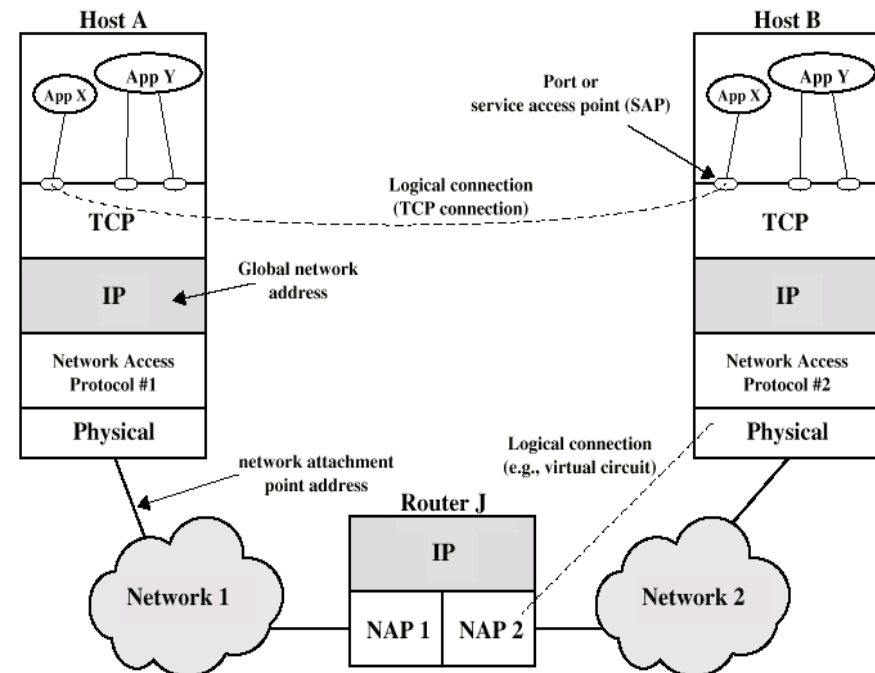 Host A
Host B
App X
App Y
Port or
service access point (SAP)
App X
App Y
Logical connection
(TCP connection)
TCP
TCP
Global network
address
IP
IP
Network Access
Protocol #1
Network Access
Protocol #2
Physical
Physical
network attachment
point address
Logical connection
(e.g., virtual circuit)
Router J
IP
Network 1
NAP 1
NAP 2
Network 2